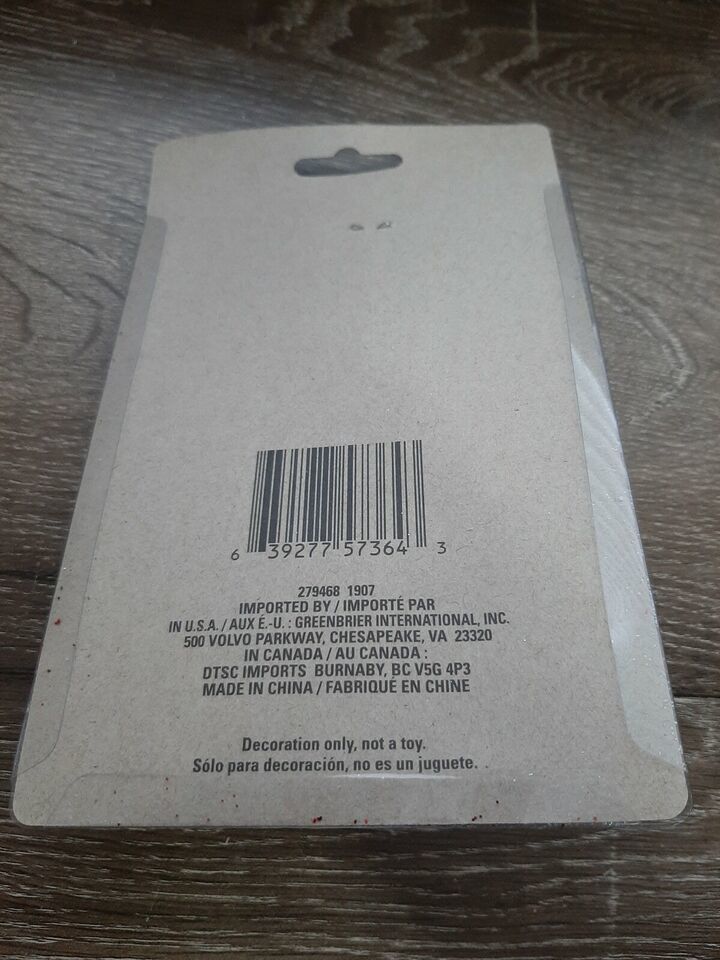 6 39277 57364 3
279468 1907
IMPORTED BY / IMPORTÉ PAR
IN U.S.A. / AUX É.-U. : GREENBRIER INTERNATIONAL, INC.
500 VOLVO PARKWAY, CHESAPEAKE, VA 23320
IN CANADA / AU CANADA :
DTSC IMPORTS BURNABY, BC V5G 4P3
MADE IN CHINA / FABRIQUÉ EN CHINE
Decoration only, not a toy.
Sólo para decoración, no es un juguete.